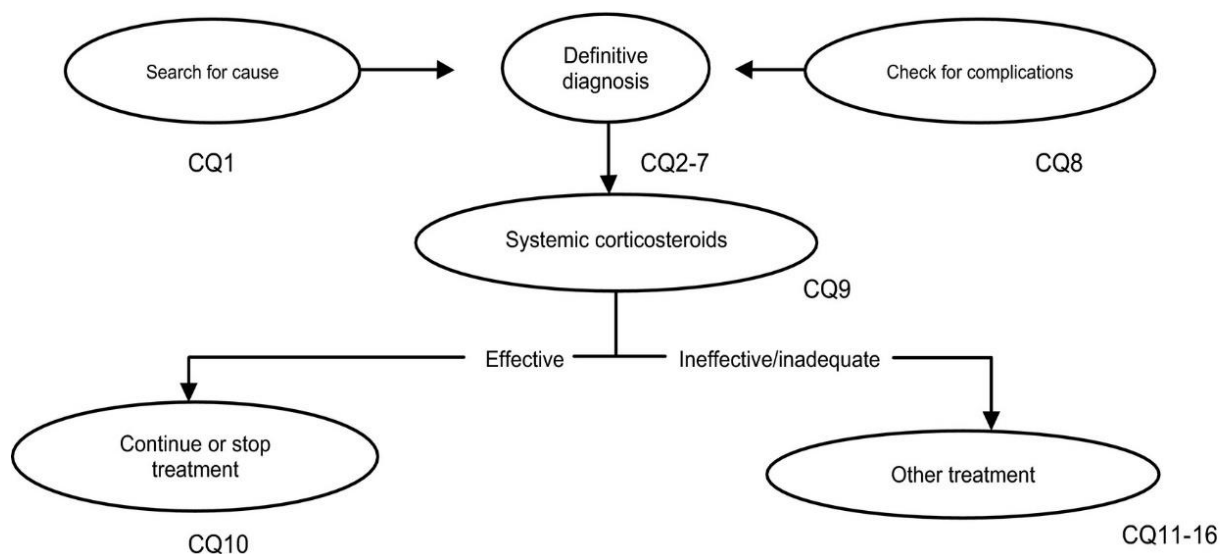 Search for cause
Definitive
diagnosis
Check for complications
CQ1
CQ2-7
CQ8
Systemic corticosteroids
CQ9
Effective
Ineffective/inadequate
Continue or stop
treatment
Other treatment
CQ10
CQ11-16